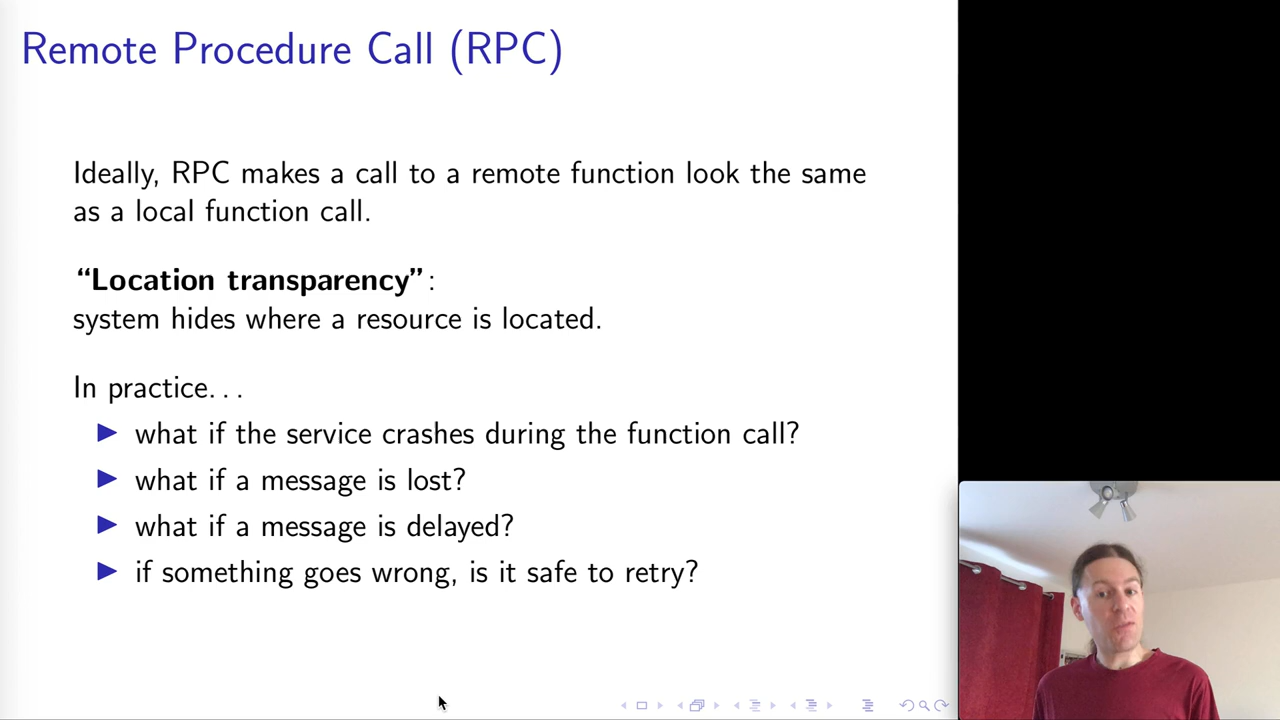 Remote Procedure Call (RPC)
Ideally, RPC makes a call to a remote function look the same
as a local function call.
“Location transparency”:
system hides where a resource is located.
In practice. . .
▶ what if the service crashes during the function call?
▶ what if a message is lost?
▶ what if a message is delayed?
▶ if something goes wrong, is it safe to retry?